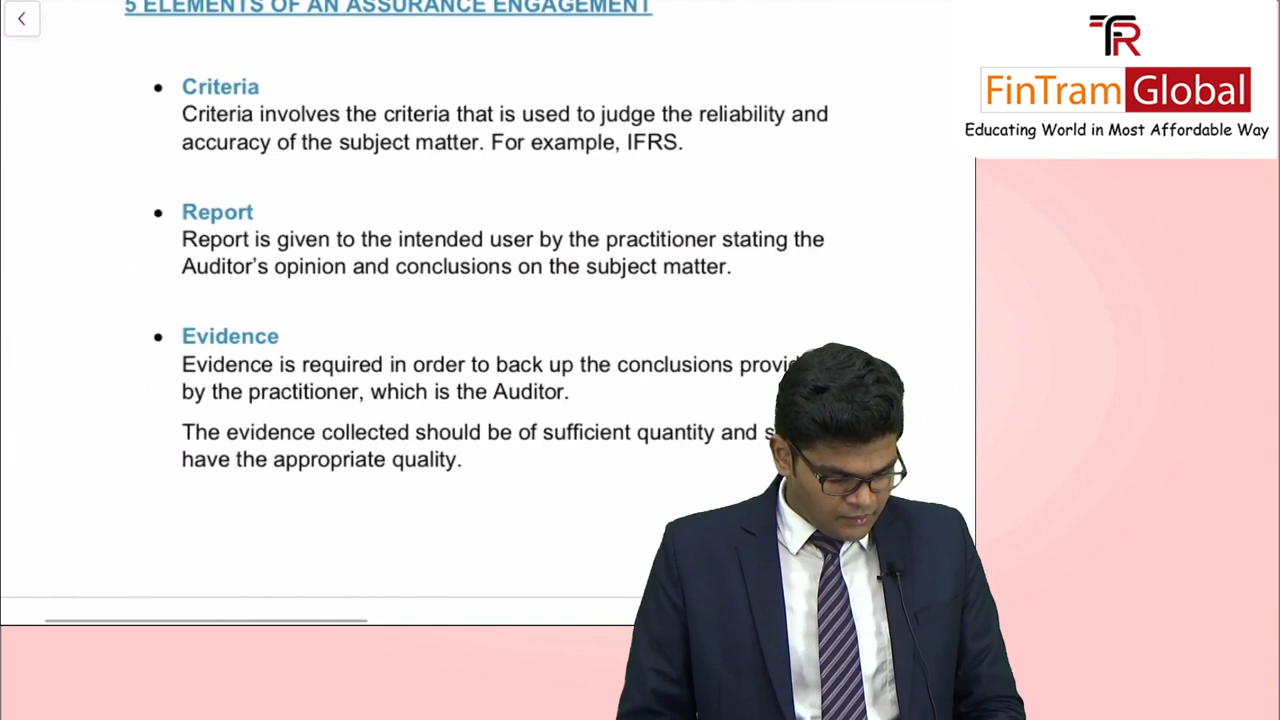 5 ELEMENTS OF AN ASSURANCE ENGAGEMENT
FinTram Global
Educating World in Most Affordable Way
• Criteria
Criteria involves the criteria that is used to judge the reliability and
accuracy of the subject matter. For example, IFRS.
• Report
Report is given to the intended user by the practitioner stating the
Auditor's opinion and conclusions on the subject matter.
• Evidence
Evidence is required in order to back up the conclusions
by the practitioner, which is the Auditor.
The evidence collected should be of sufficient quantity and
have the appropriate quality.